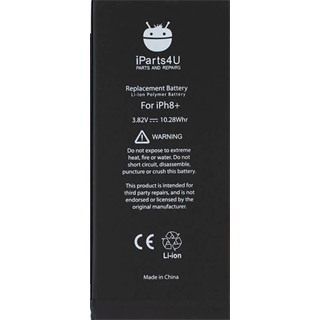 iParts4U
PARTS AND REPAIRS
Replacement Battery
Li-Ion Polymer Battery
For iPh8+
3.82V⎓ 10.28Whr
WARNING
Do not expose to extreme
heat, fire or water. Do not
short circuit, disassemble,
puncture or crush this battery
This product is intended for
third party repairs, and is not
endorsed or licensed by the
original manufacturer
CE
Li-ion
Made in China